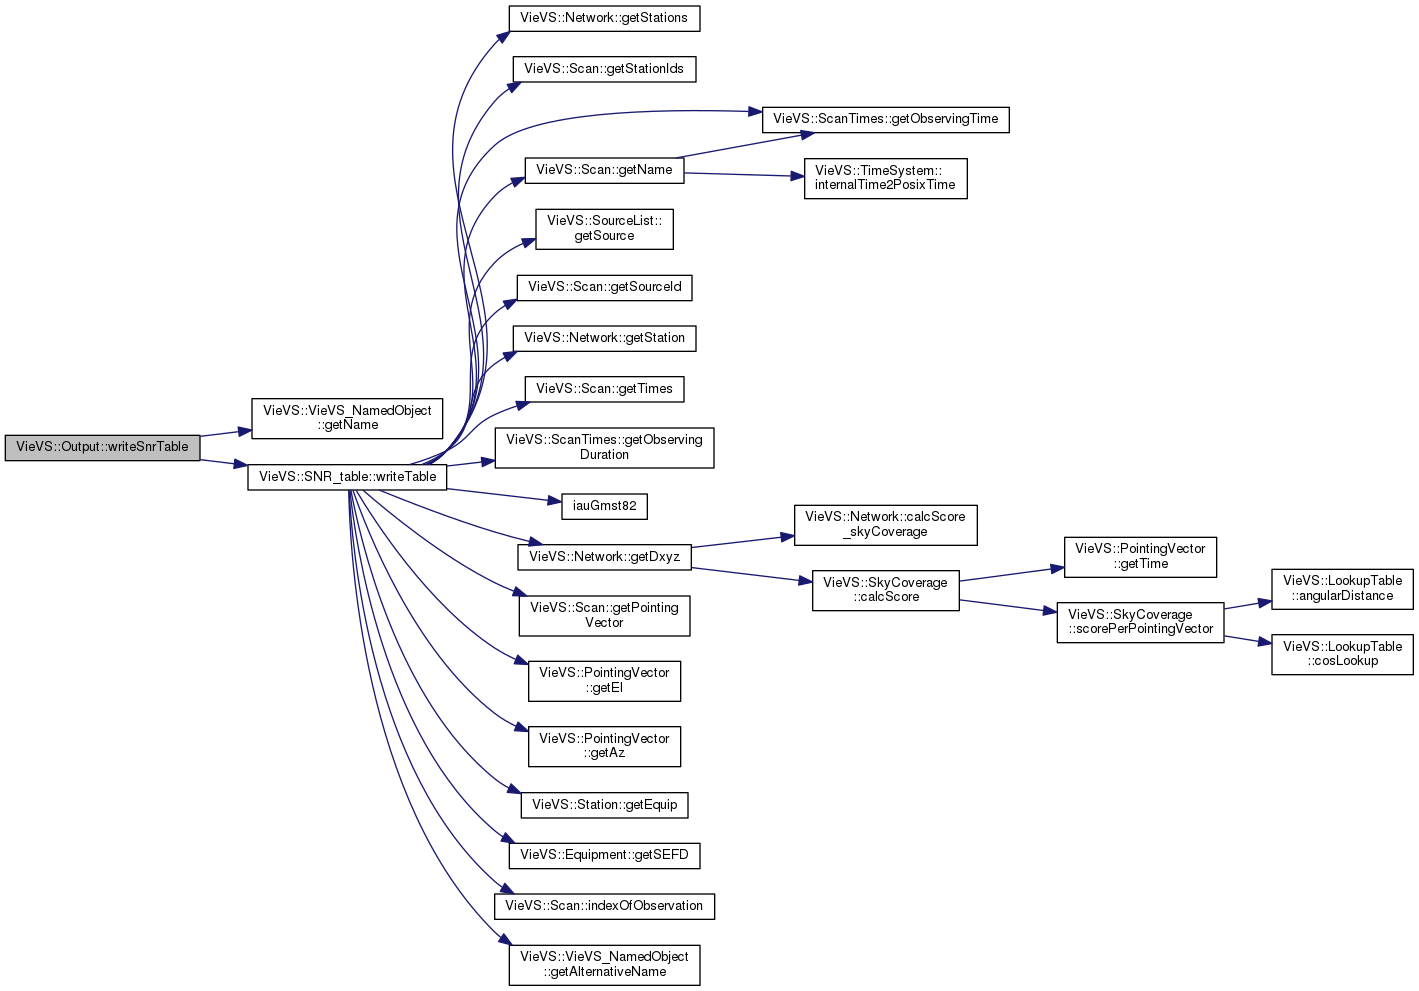 VieVS::Network::getStations
VieVS::Scan::getStationIds
VieVS::ScanTimes::getObservingTime
VieVS::Scan::getName
VieVS::TimeSystem::
internalTime2PosixTime
VieVS::SourceList::
getSource
VieVS::Scan::getSourceId
VieVS::Network::getStation
VieVS::Scan::getTimes
VieVS::VieVS_NamedObject
::getName
VieVS::Output::writeSnrTable
VieVS::ScanTimes::getObserving
Duration
VieVS::SNR_table::writeTable
iauGmst82
VieVS::Network::calcScore
_skyCoverage
VieVS::Network::getDxyz
VieVS::PointingVector
::getTime
VieVS::SkyCoverage
::calcScore
VieVS::LookupTable
::angularDistance
VieVS::Scan::getPointing
Vector
VieVS::SkyCoverage
::scorePerPointingVector
VieVS::LookupTable
::cosLookup
VieVS::PointingVector
::getEl
VieVS::PointingVector
::getAz
VieVS::Station::getEquip
VieVS::Equipment::getSEFD
VieVS::Scan::indexOfObservation
VieVS::VieVS_NamedObject
::getAlternativeName